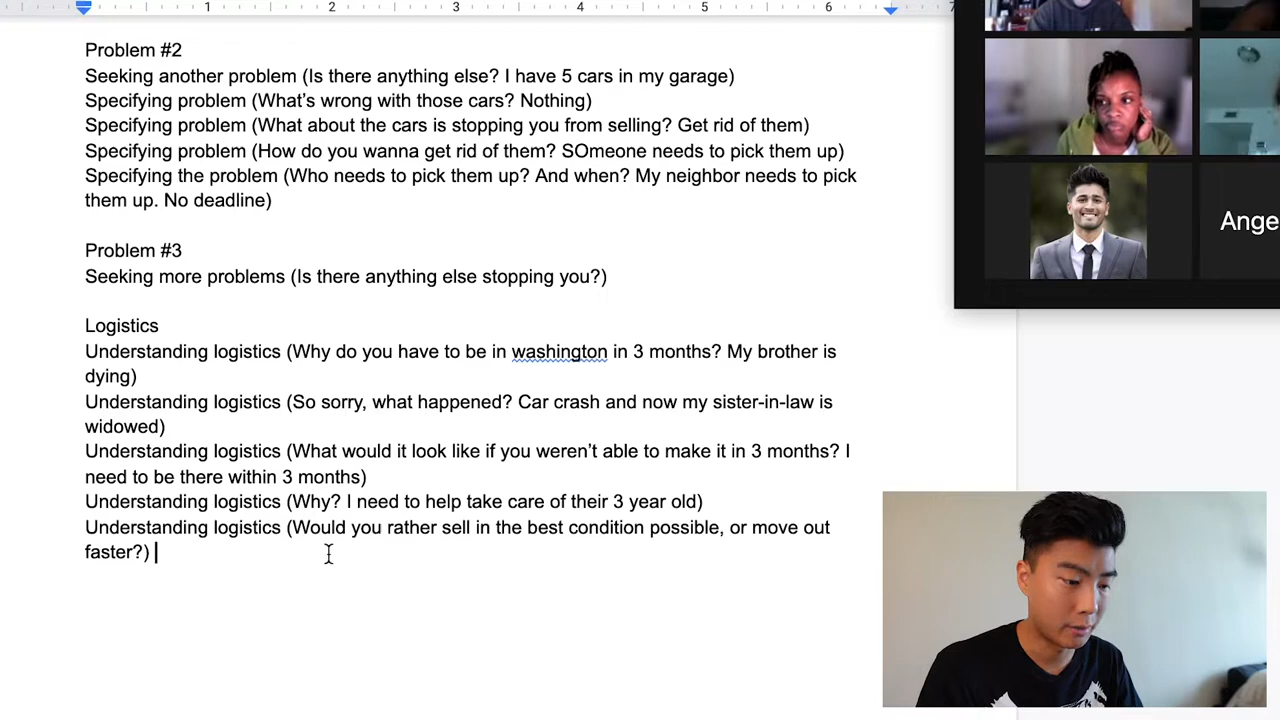 1 2 3 4 5 6 7
Problem #2
Seeking another problem (Is there anything else? I have 5 cars in my garage)
Specifying problem (What's wrong with those cars? Nothing)
Specifying problem (What about the cars is stopping you from selling? Get rid of them)
Specifying problem (How do you wanna get rid of them? SOmeone needs to pick them up)
Specifying the problem (Who needs to pick them up? And when? My neighbor needs to pick
them up. No deadline)
Ange
Problem #3
Seeking more problems (Is there anything else stopping you?)
Logistics
Understanding logistics (Why do you have to be in washington in 3 months? My brother is
dying)
Understanding logistics (So sorry, what happened? Car crash and now my sister-in-law is
widowed)
Understanding logistics (What would it look like if you weren't able to make it in 3 months? I
need to be there within 3 months)
Understanding logistics (Why? I need to help take care of their 3 year old)
Understanding logistics (Would you rather sell in the best condition possible, or move out
faster?)